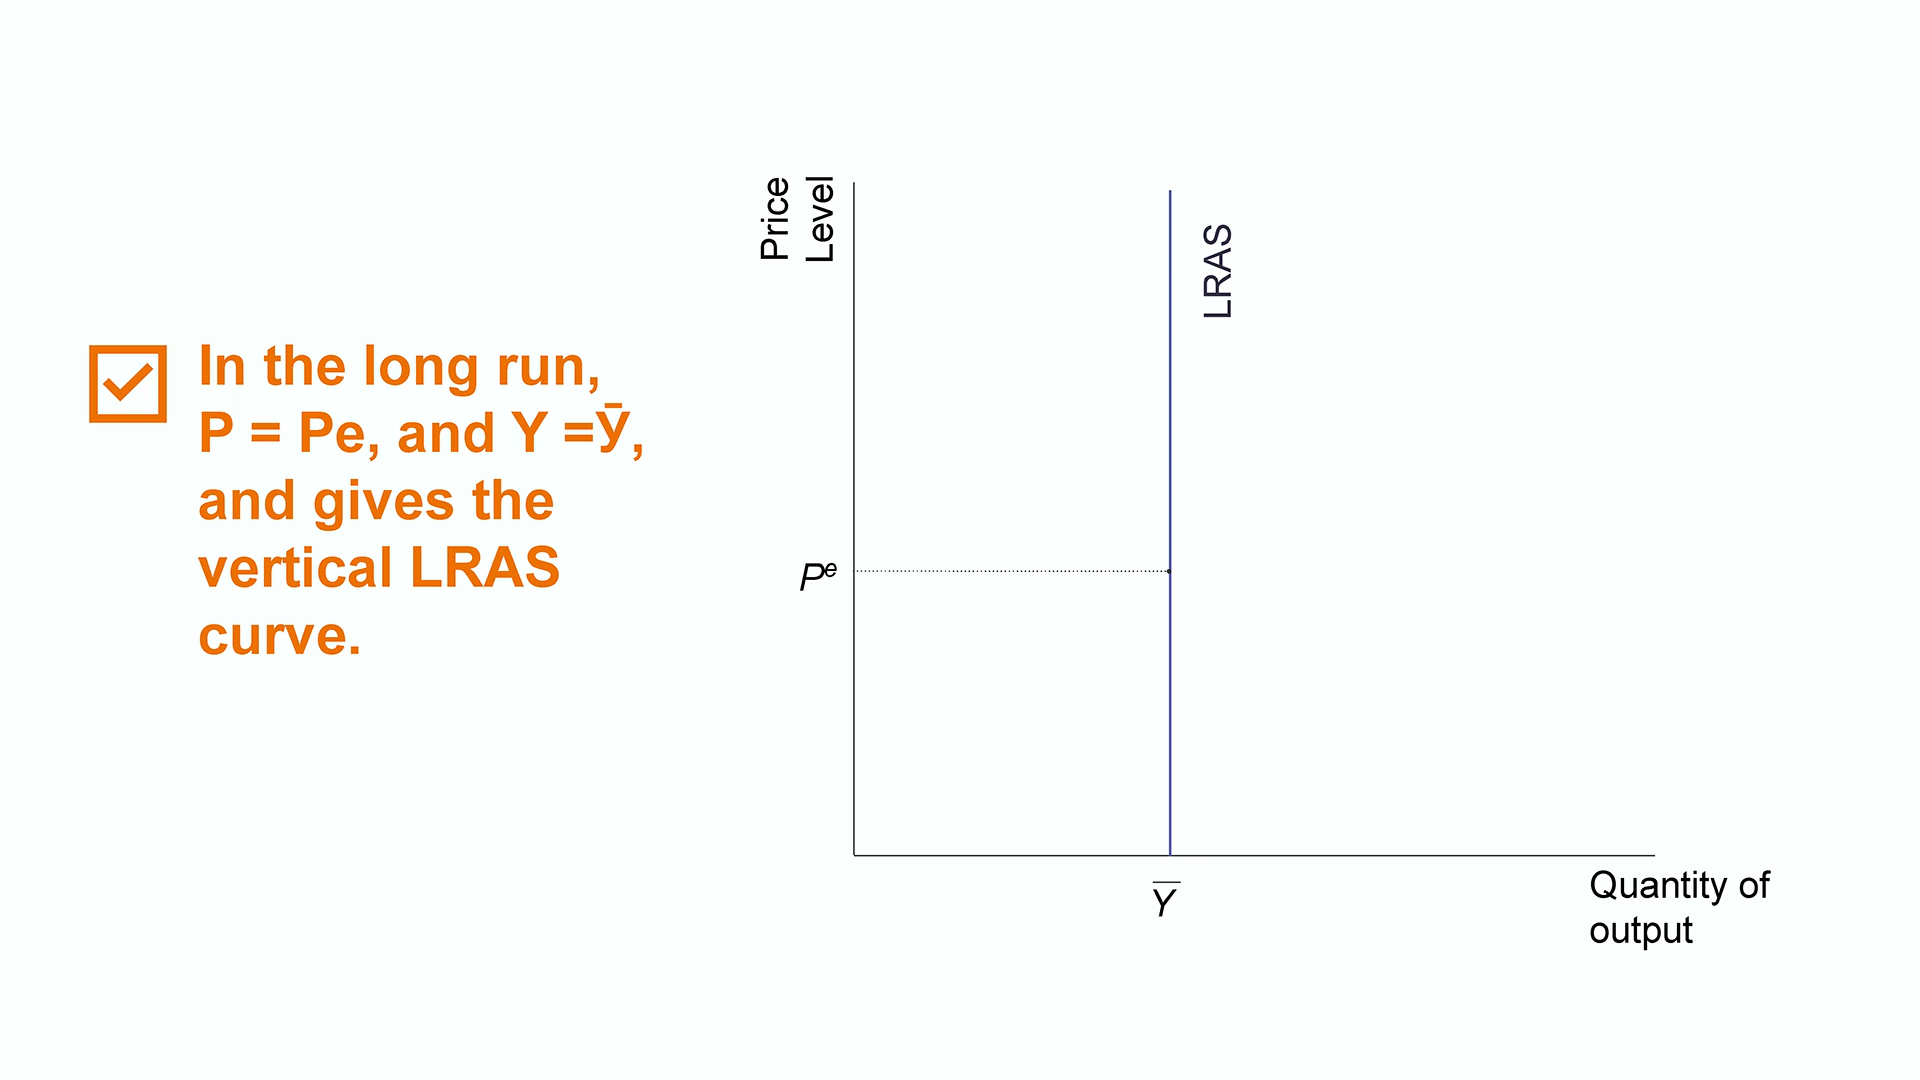 In the long run,
P = Pe, and Y =Ȳ,
and gives the
vertical LRAS
curve.
Price
Level
LRAS
Pᵉ
Y̅
Quantity of
output